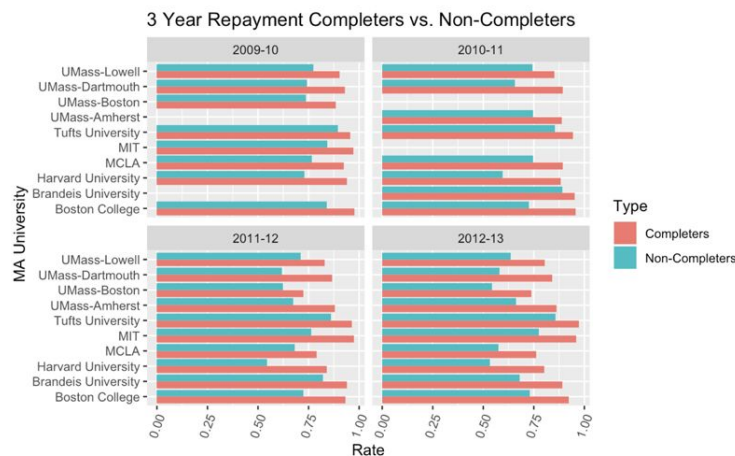 3 Year Repayment Completers vs. Non-Completers
2009-10
2010-11
UMass-Lowell
UMass-Dartmouth
UMass-Boston
UMass-Amherst
Tufts University
MIT
MCLA
Harvard University
Brandeis University
Boston College
2011-12
2012-13
UMass-Lowell
UMass-Dartmouth
UMass-Boston
UMass-Amherst
Tufts University
MIT
MCLA
Harvard University
Brandeis University
Boston College
MA University
0.00 0.25 0.50 0.75 1.00 0.00 0.25 0.50 0.75 1.00
Rate
Type
Completers
Non-Completers